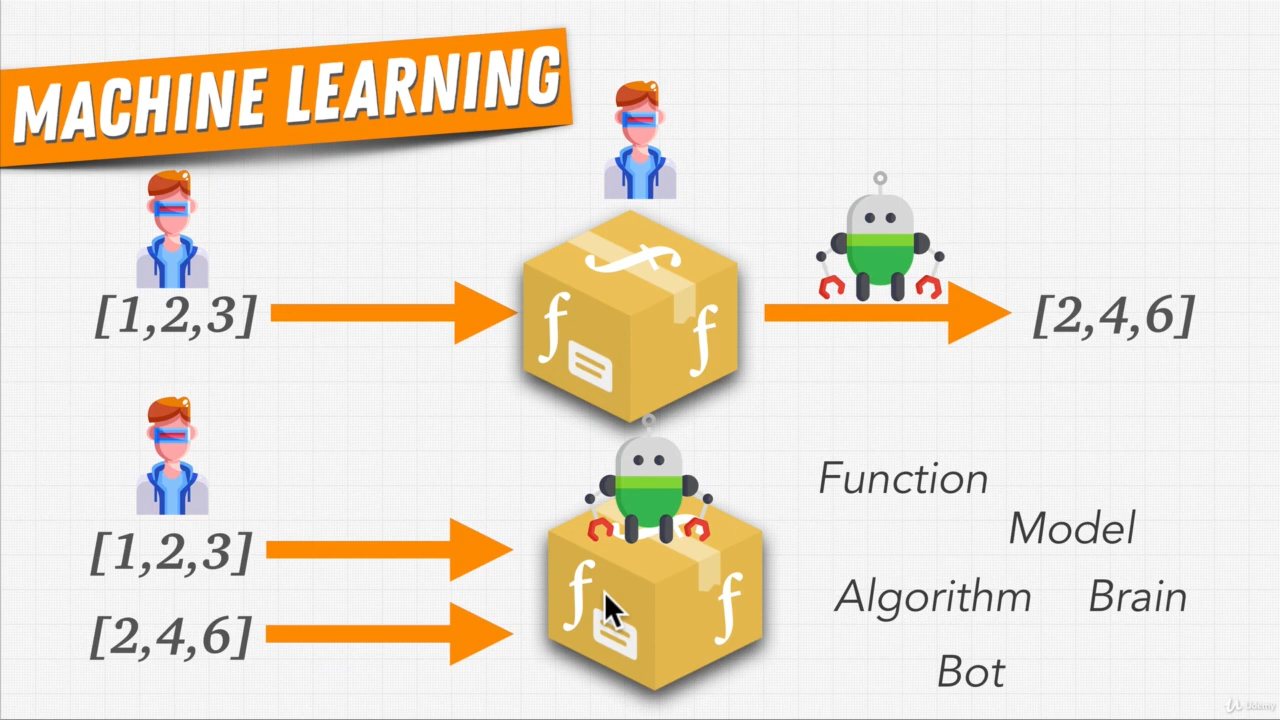 MACHINE LEARNING
[1,2,3]
f
f
f
[2,4,6]
[1,2,3]
[2,4,6]
f
f
Function
Model
Algorithm
Brain
Bot
Udemy